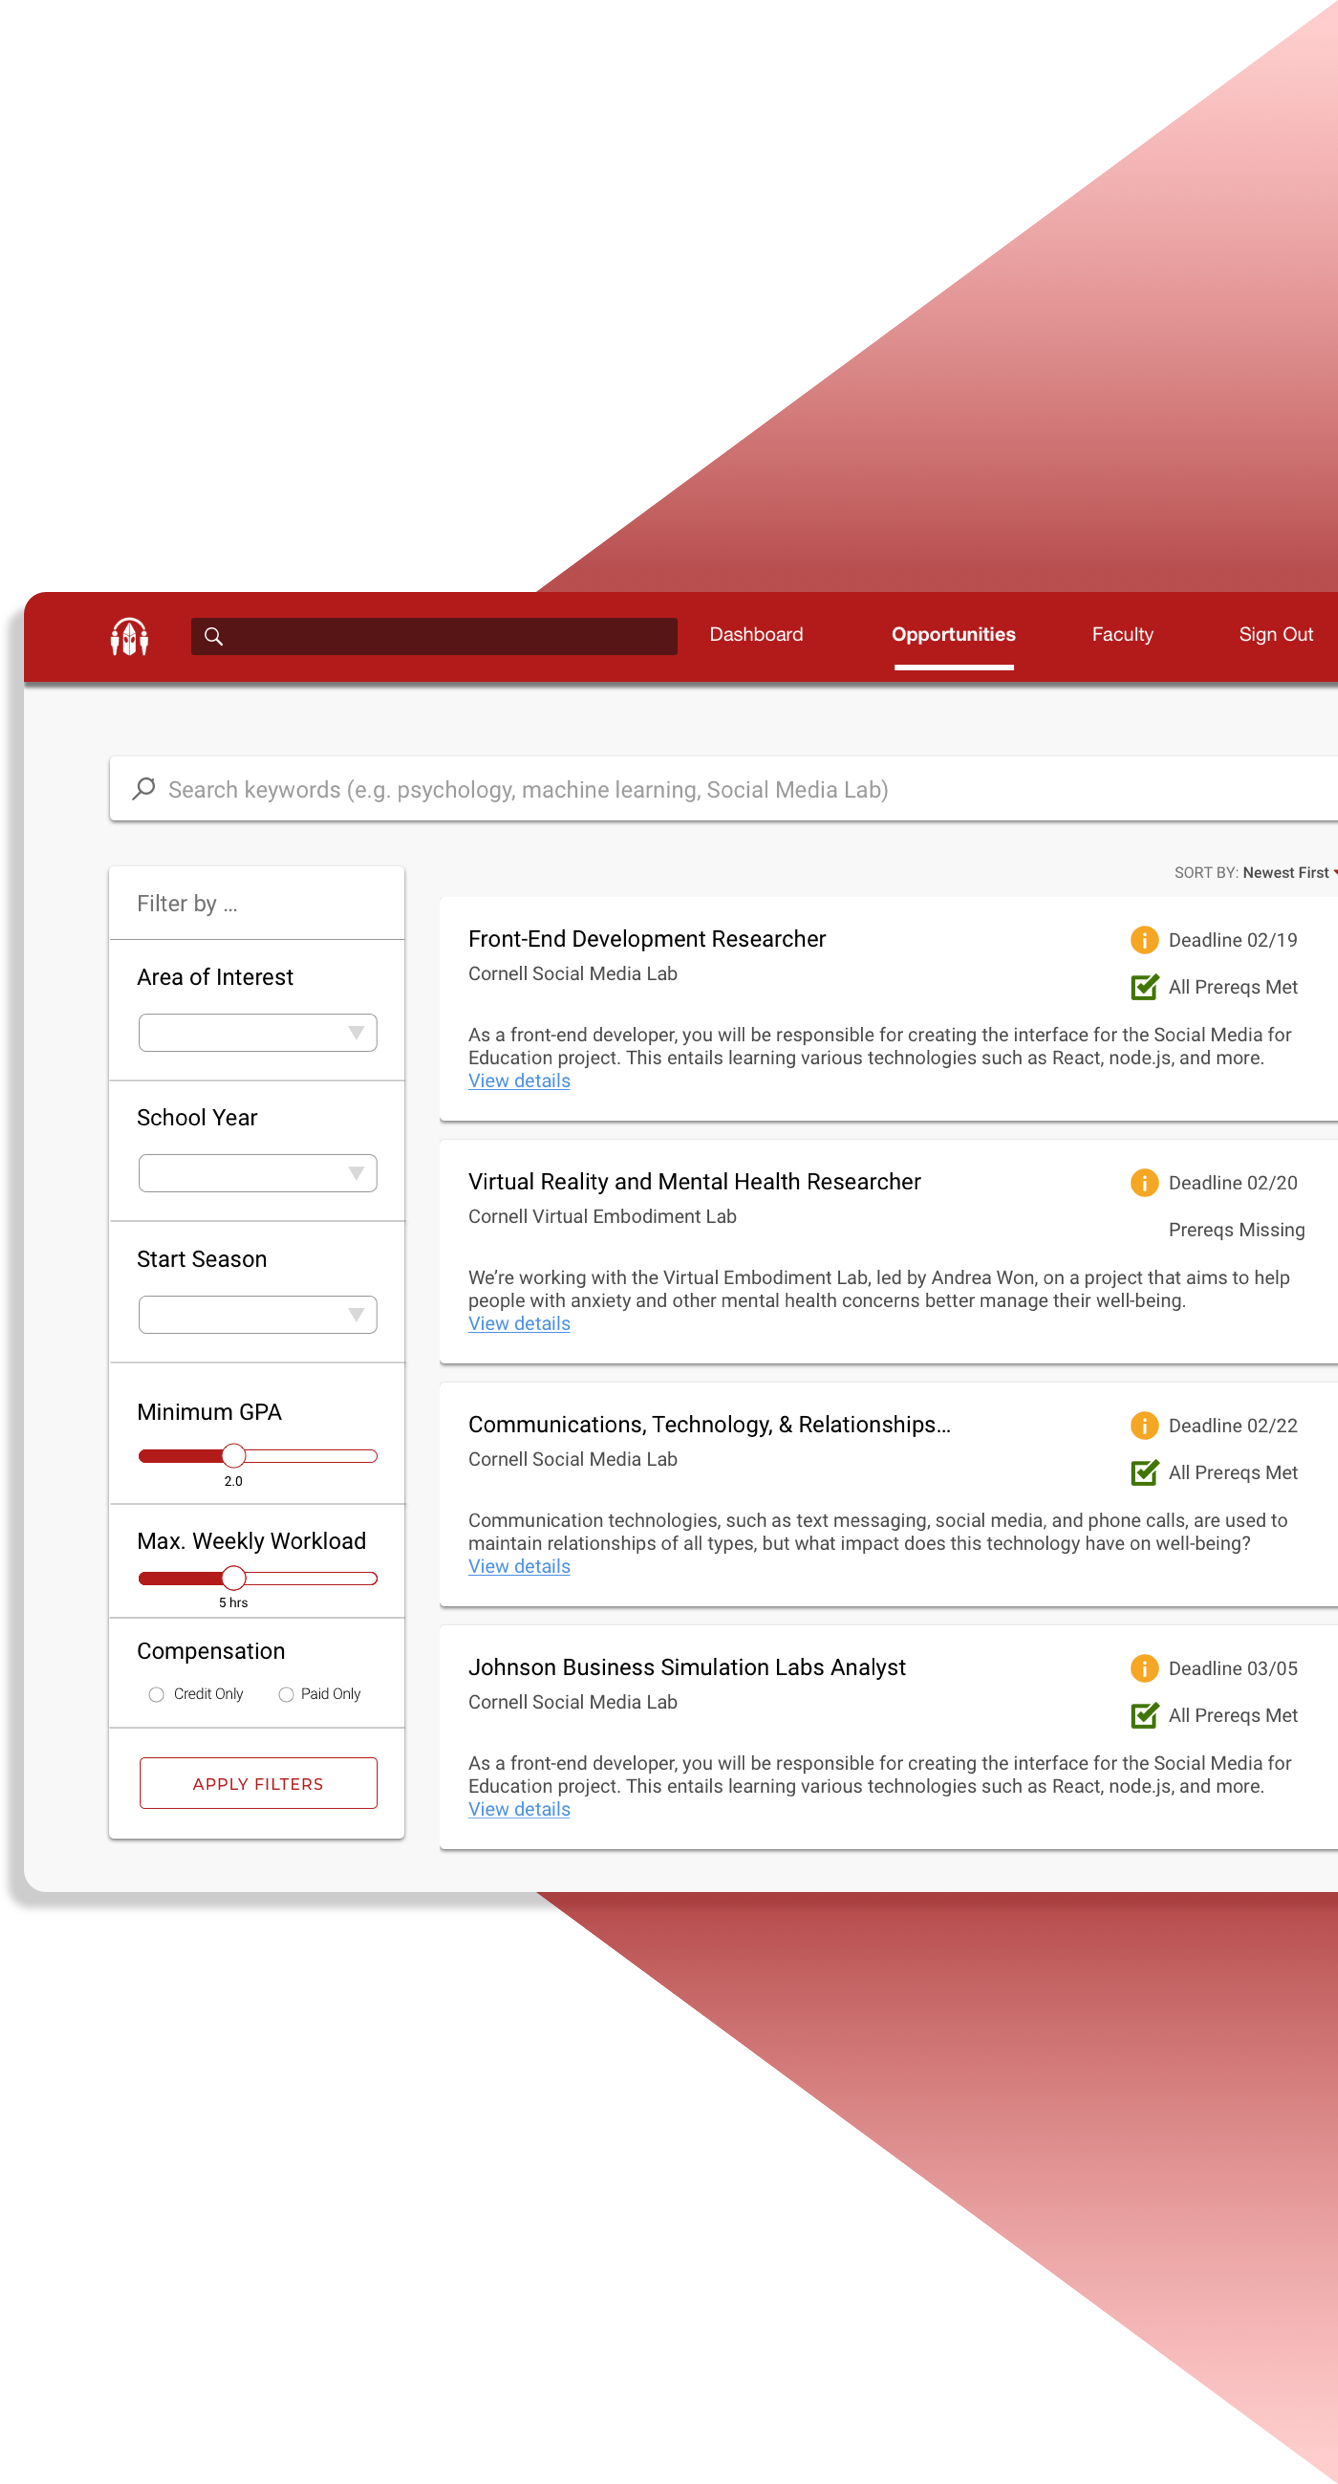 Dashboard
Opportunities
Faculty
Sign Out
Search keywords (e.g. psychology, machine learning, Social Media Lab)
SORT BY: Newest First
Filter by ...
Area of Interest
School Year
Start Season
Minimum GPA
2.0
Max. Weekly Workload
5 hrs
Compensation
Credit Only
Paid Only
APPLY FILTERS
Front-End Development Researcher
Cornell Social Media Lab
Deadline 02/19
All Prereqs Met
As a front-end developer, you will be responsible for creating the interface for the Social Media for
Education project. This entails learning various technologies such as React, node.js, and more.
View details
Virtual Reality and Mental Health Researcher
Cornell Virtual Embodiment Lab
Deadline 02/20
Prereqs Missing
We're working with the Virtual Embodiment Lab, led by Andrea Won, on a project that aims to help
people with anxiety and other mental health concerns better manage their well-being.
View details
Communications, Technology, & Relationships...
Cornell Social Media Lab
Deadline 02/22
All Prereqs Met
Communication technologies, such as text messaging, social media, and phone calls, are used to
maintain relationships of all types, but what impact does this technology have on well-being?
View details
Johnson Business Simulation Labs Analyst
Cornell Social Media Lab
Deadline 03/05
All Prereqs Met
As a front-end developer, you will be responsible for creating the interface for the Social Media for
Education project. This entails learning various technologies such as React, node.js, and more.
View details